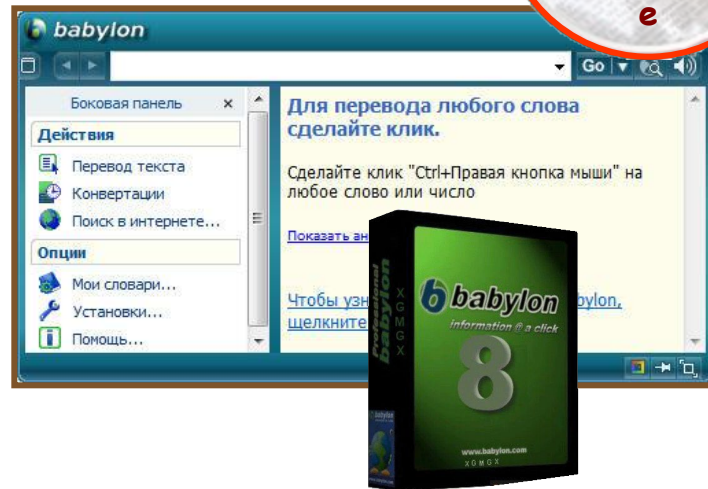 e
babylon
Go
Боковая панель x
Действия
Перевод текста
Конвертации
Поиск в интернете...
Опции
Мои словари...
Установки...
Помощь...
Для перевода любого слова
сделайте клик.
Сделайте клик "Ctrl+Правая кнопка мыши" на
любое слово или число
Показать
Чтобы bylon,
щелкните
Professional
babylon
XGMGX
babylon
information @ a click
8
www.babylon.com
XGMGX